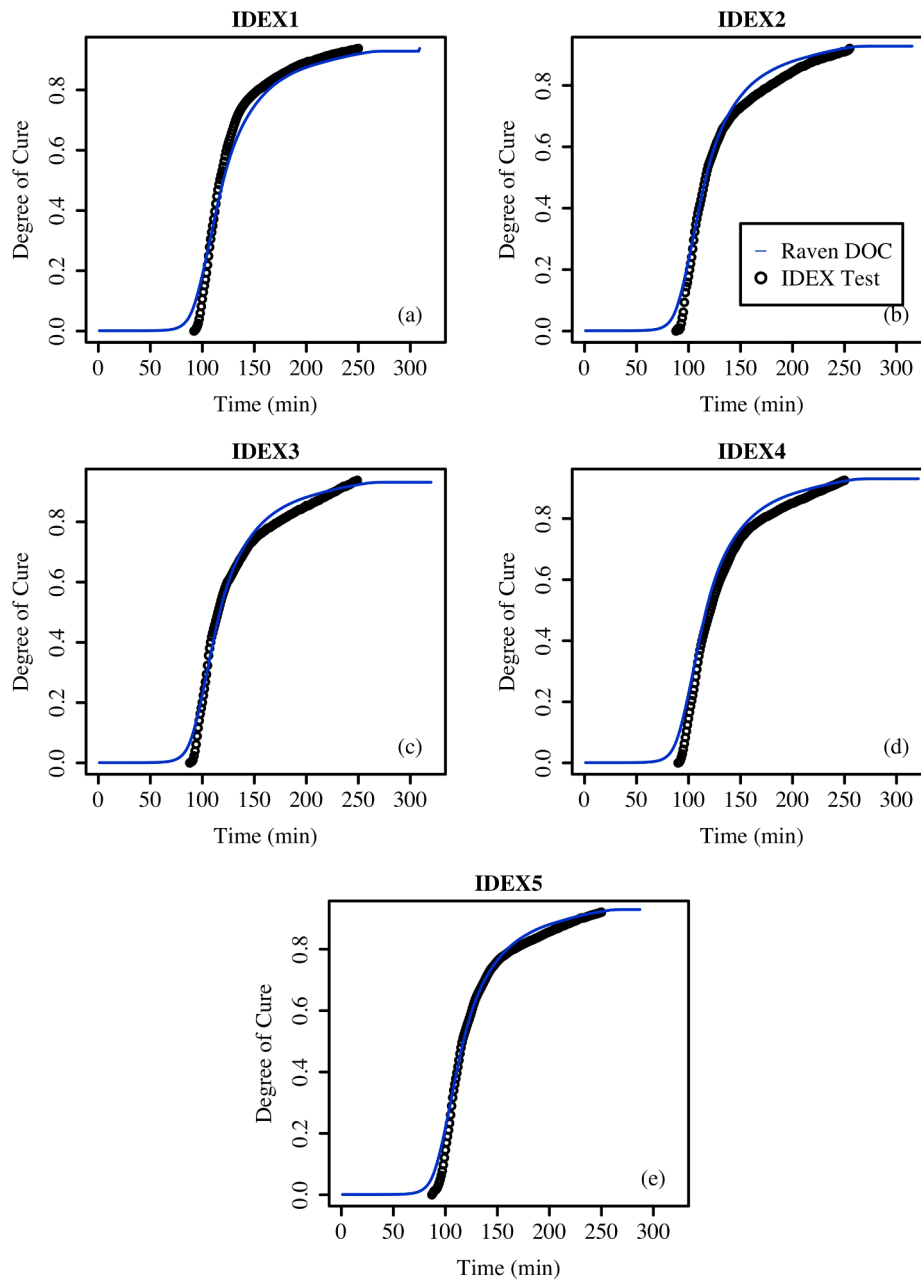 IDEX1
Degree of Cure
0.0 0.2 0.4 0.6 0.8
(a)
0 50 100 150 200 250 300
Time (min)
IDEX2
Degree of Cure
0.0 0.2 0.4 0.6 0.8
Raven DOC
IDEX Test
(b)
0 50 100 150 200 250 300
Time (min)
IDEX3
Degree of Cure
0.0 0.2 0.4 0.6 0.8
(c)
0 50 100 150 200 250 300
Time (min)
IDEX4
Degree of Cure
0.0 0.2 0.4 0.6 0.8
(d)
0 50 100 150 200 250 300
Time (min)
IDEX5
Degree of Cure
0.0 0.2 0.4 0.6 0.8
(e)
0 50 100 150 200 250 300
Time (min)